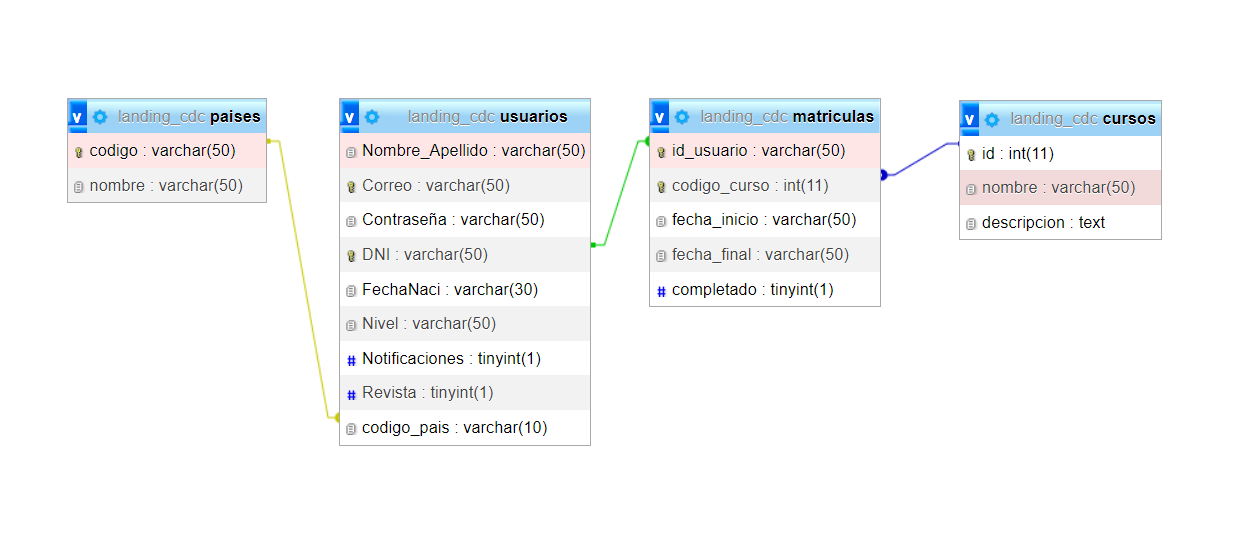 v landing_cdc paises
codigo : varchar(50)
nombre : varchar(50)
v landing_cdc usuarios
Nombre_Apellido : varchar(50)
Correo : varchar(50)
Contraseña : varchar(50)
DNI : varchar(50)
FechaNaci : varchar(30)
Nivel : varchar(50)
# Notificaciones : tinyint(1)
# Revista : tinyint(1)
codigo_pais : varchar(10)
v landing_cdc matriculas
id_usuario : varchar(50)
codigo_curso : int(11)
fecha_inicio : varchar(50)
fecha_final : varchar(50)
# completado : tinyint(1)
v landing_cdc cursos
id : int(11)
nombre : varchar(50)
descripcion : text